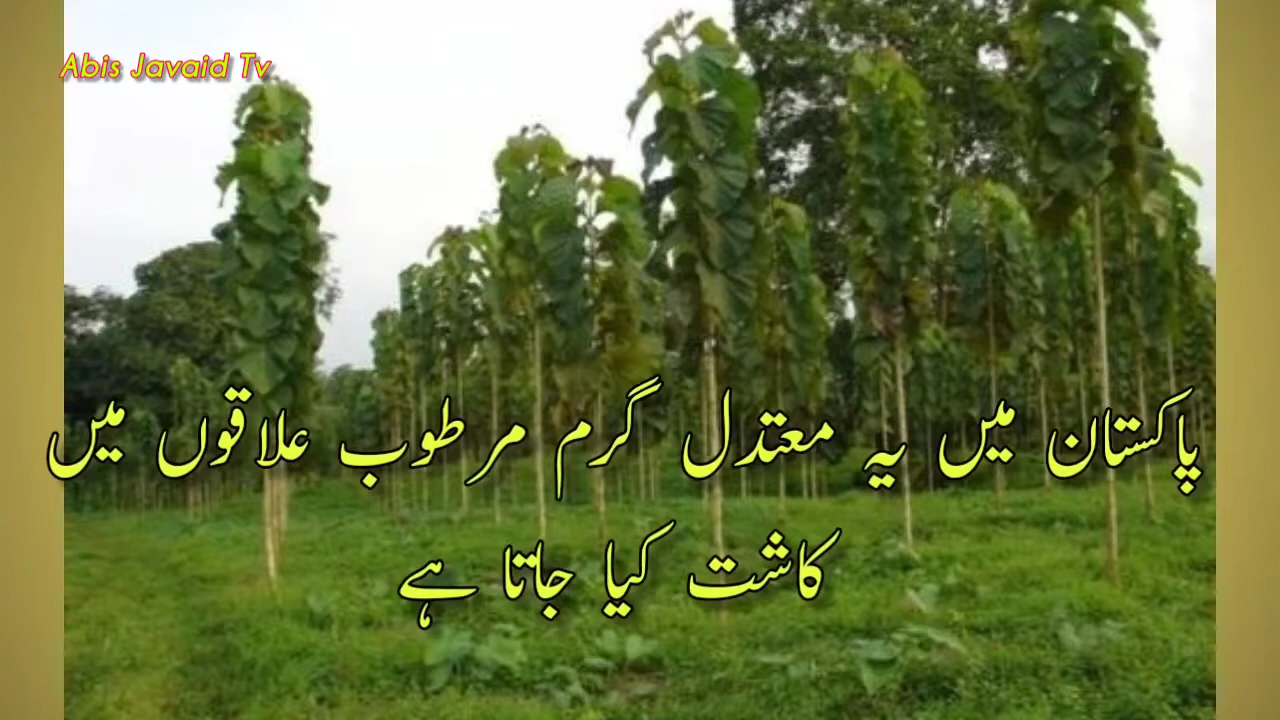 Abis Javaid Tv
پاکستان میں یہ معتدل گرم مرطوب علاقوں میں
کاشت کیا جاتا ہے